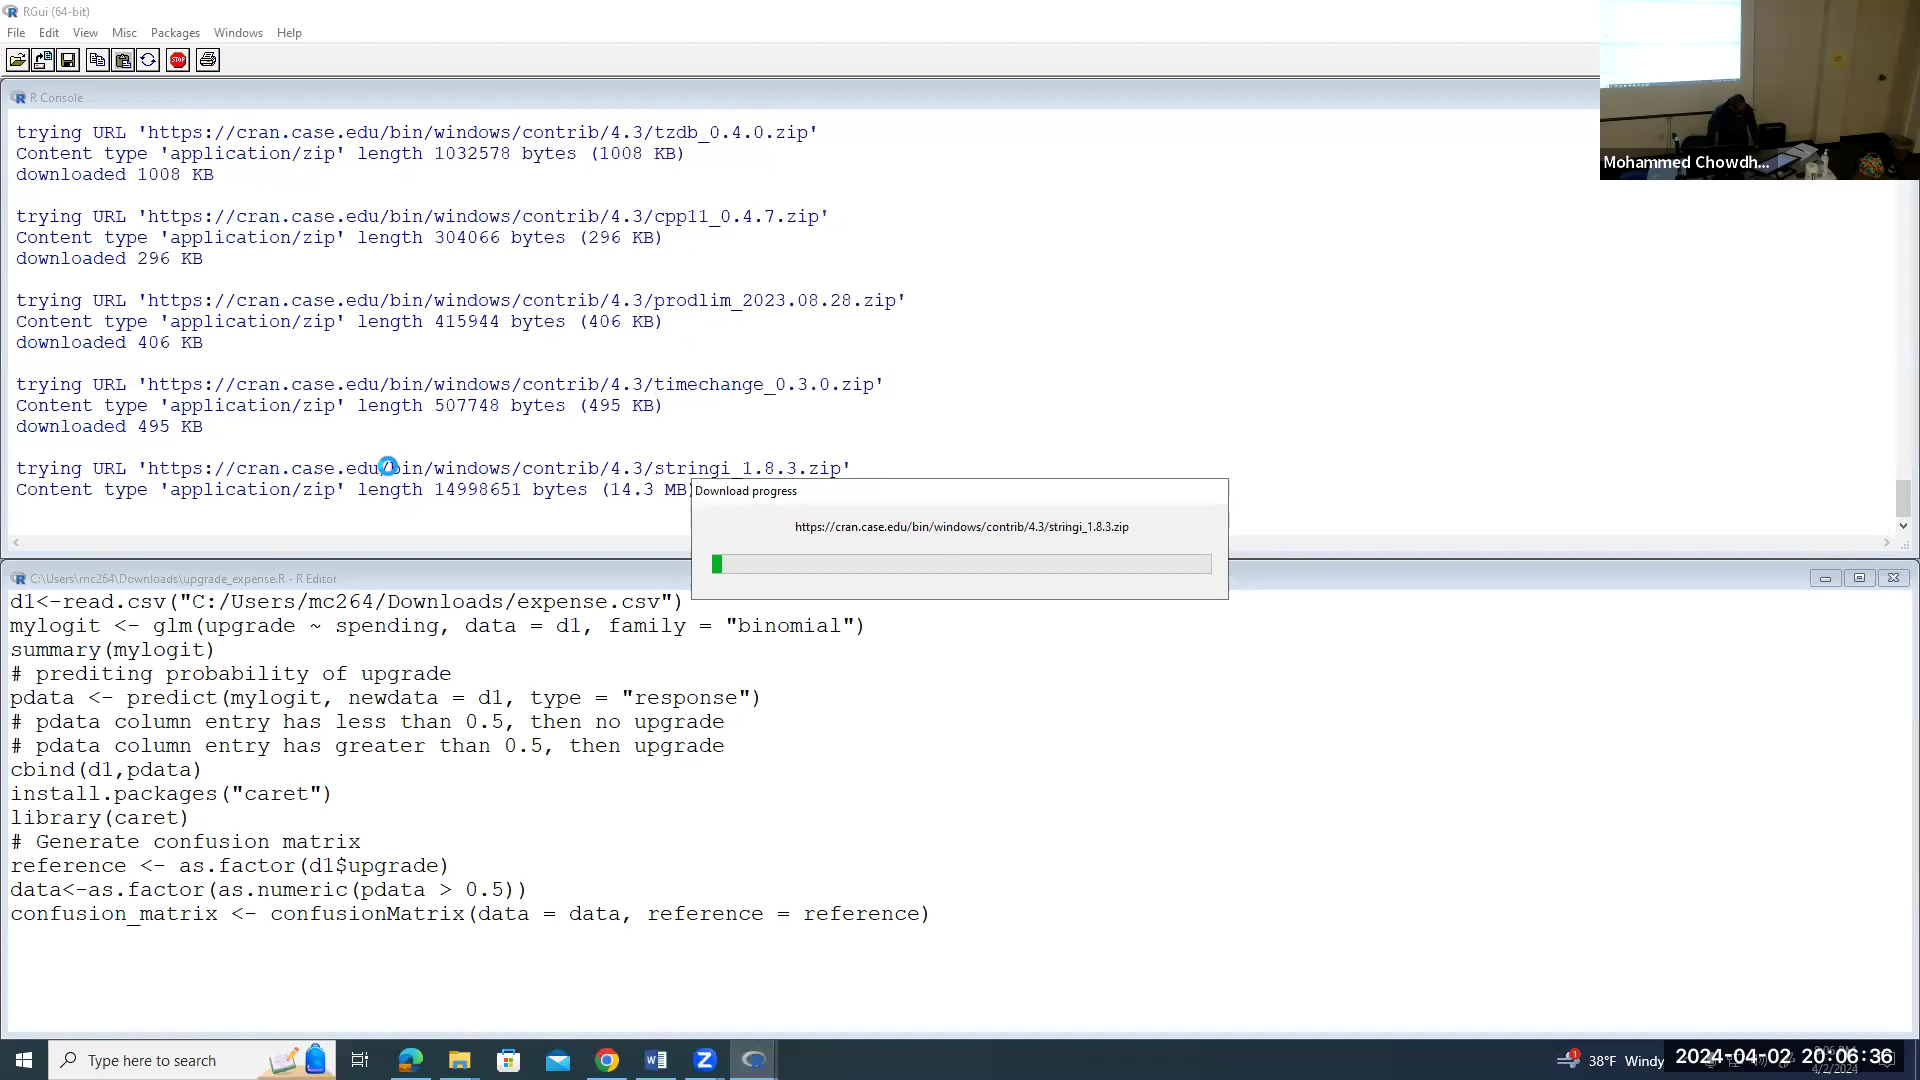 RGui (64-bit)
File Edit View Misc Packages Windows Help
STOP
R Console
trying URL 'https://cran.case.edu/bin/windows/contrib/4.3/tzdb_0.4.0.zip'
Content type 'application/zip' length 1032578 bytes (1008 KB)
downloaded 1008 KB
trying URL 'https://cran.case.edu/bin/windows/contrib/4.3/cpp11_0.4.7.zip'
Content type 'application/zip' length 304066 bytes (296 KB)
downloaded 296 KB
trying URL 'https://cran.case.edu/bin/windows/contrib/4.3/prodlim_2023.08.28.zip'
Content type 'application/zip' length 415944 bytes (406 KB)
downloaded 406 KB
trying URL 'https://cran.case.edu/bin/windows/contrib/4.3/timechange_0.3.0.zip'
Content type 'application/zip' length 507748 bytes (495 KB)
downloaded 495 KB
trying URL 'https://cran.case.edu/bin/windows/contrib/4.3/stringi_1.8.3.zip'
Content type 'application/zip' length 14998651 bytes (14.3 MB)
Mohammed Chowdh...
Download progress
https://cran.case.edu/bin/windows/contrib/4.3/stringi_1.8.3.zip
C:\Users\mc264\Downloads\upgrade_expense.R - R Editor
d1<-read.csv("C:/Users/mc264/Downloads/expense.csv")
mylogit <- glm(upgrade ~ spending, data = d1, family = "binomial")
summary(mylogit)
# prediting probability of upgrade
pdata <- predict(mylogit, newdata = d1, type = "response")
# pdata column entry has less than 0.5, then no upgrade
# pdata column entry has greater than 0.5, then upgrade
cbind(d1,pdata)
install.packages("caret")
library(caret)
# Generate confusion matrix
reference <- as.factor(d1$upgrade)
data<-as.factor(as.numeric(pdata > 0.5))
confusion_matrix <- confusionMatrix(data = data, reference = reference)
Type here to search
38°F Windy
2024-04-02 20:06:36
4/2/2024